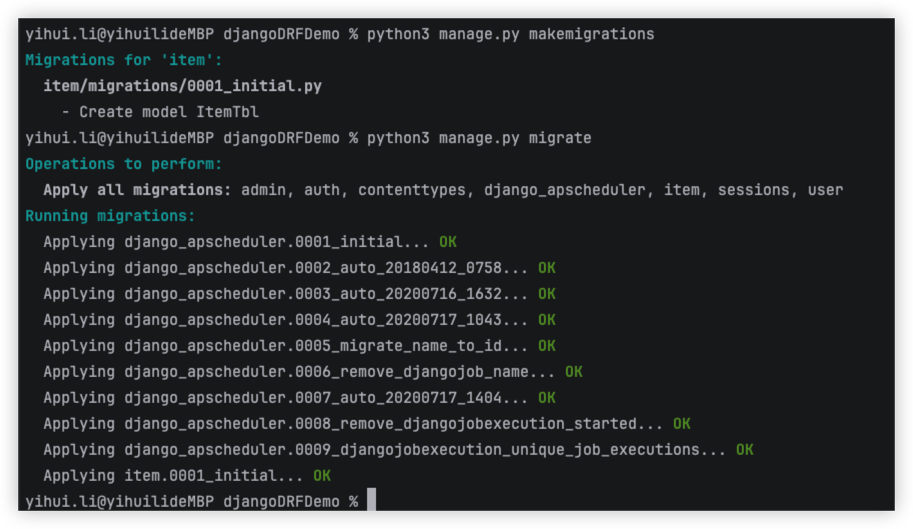 yihui.li@yihuilideMBP djangoDRFDemo % python3 manage.py makemigrations
Migrations for 'item':
  item/migrations/0001_initial.py
    - Create model ItemTbl
yihui.li@yihuilideMBP djangoDRFDemo % python3 manage.py migrate
Operations to perform:
  Apply all migrations: admin, auth, contenttypes, django_apscheduler, item, sessions, user
Running migrations:
  Applying django_apscheduler.0001_initial... OK
  Applying django_apscheduler.0002_auto_20180412_0758... OK
  Applying django_apscheduler.0003_auto_20200716_1632... OK
  Applying django_apscheduler.0004_auto_20200717_1043... OK
  Applying django_apscheduler.0005_migrate_name_to_id... OK
  Applying django_apscheduler.0006_remove_djangojob_name... OK
  Applying django_apscheduler.0007_auto_20200717_1404... OK
  Applying django_apscheduler.0008_remove_djangojobexecution_started... OK
  Applying django_apscheduler.0009_djangojobexecution_unique_job_executions... OK
  Applying item.0001_initial... OK
yihui.li@yihuilideMBP djangoDRFDemo %